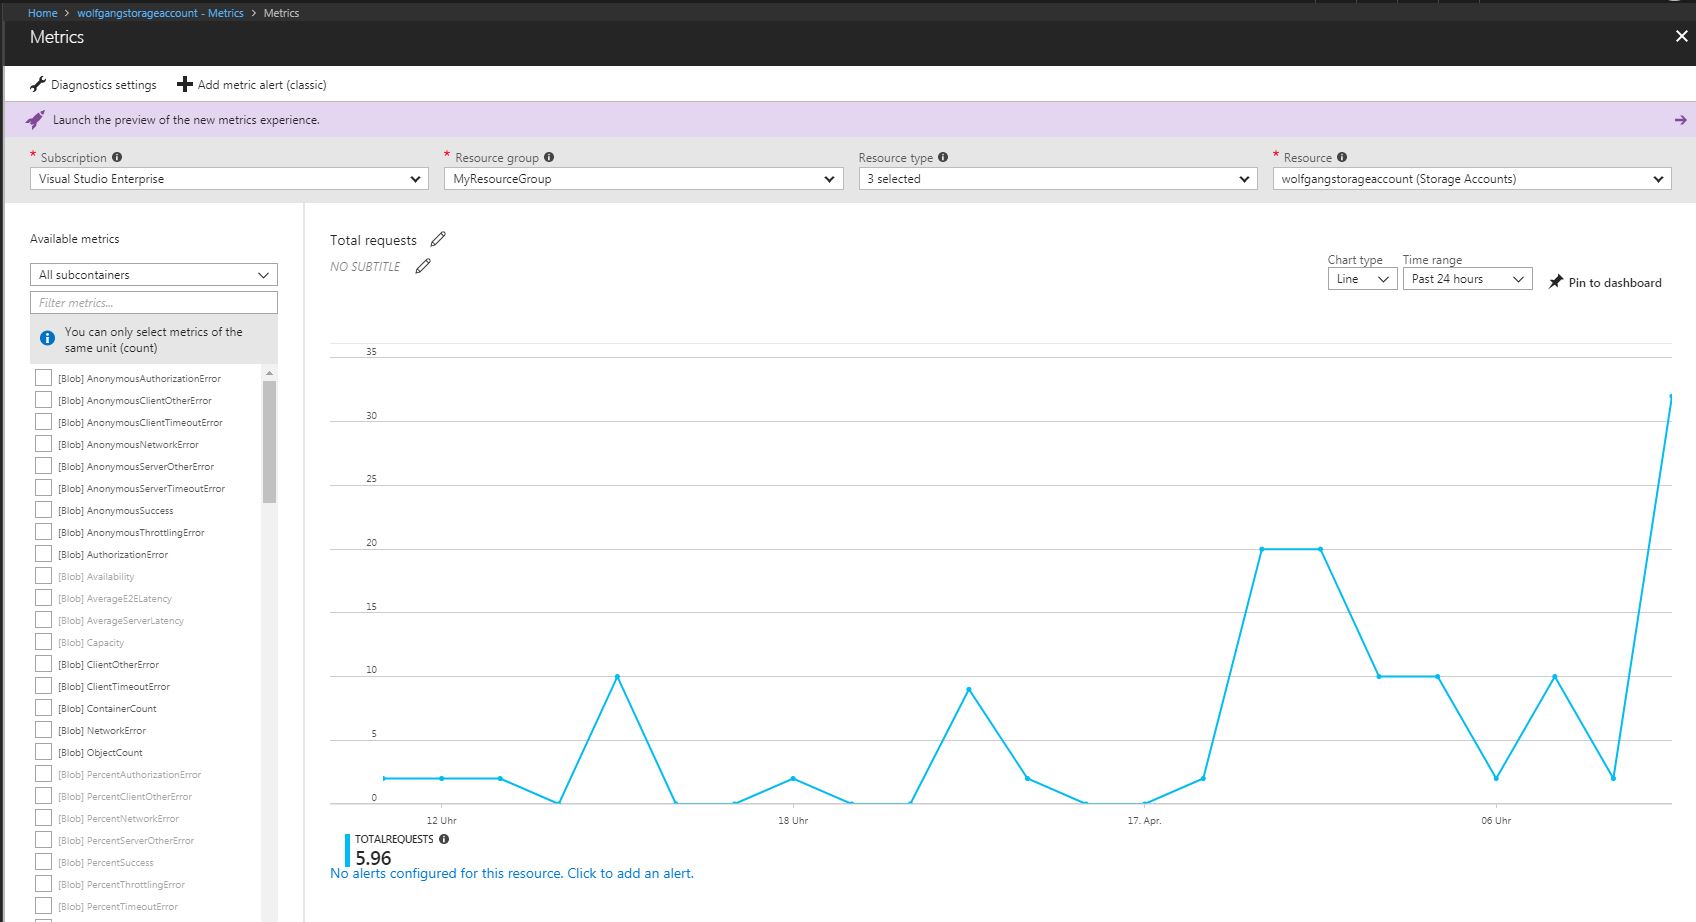 Home > wolfgangstorageaccount - Metrics > Metrics
Metrics
Diagnostics settings Add metric alert (classic)
Launch the preview of the new metrics experience.
* Subscription * Resource group Resource type * Resource
Visual Studio Enterprise MyResourceGroup 3 selected wolfgangstorageaccount (Storage Accounts)
Available metrics
All subcontainers
Filter metrics...
You can only select metrics of the
same unit (count)
[Blob] AnonymousAuthorizationError
[Blob] AnonymousClientOtherError
[Blob] AnonymousClientTimeoutError
[Blob] AnonymousNetworkError
[Blob] AnonymousServerOtherError
[Blob] AnonymousServerTimeoutError
[Blob] AnonymousSuccess
[Blob] AnonymousThrottlingError
[Blob] AuthorizationError
[Blob] Availability
[Blob] AverageE2ELatency
[Blob] AverageServerLatency
[Blob] Capacity
[Blob] ClientOtherError
[Blob] ClientTimeoutError
[Blob] ContainerCount
[Blob] NetworkError
[Blob] ObjectCount
[Blob] PercentAuthorizationError
[Blob] PercentClientOtherError
[Blob] PercentNetworkError
[Blob] PercentServerOtherError
[Blob] PercentSuccess
[Blob] PercentThrottlingError
[Blob] PercentTimeoutError
Total requests
NO SUBTITLE
Chart type Time range
Line Past 24 hours Pin to dashboard
35
30
25
20
15
10
5
0
12 Uhr 18 Uhr 17. Apr. 06 Uhr
TOTALREQUESTS
5.96
No alerts configured for this resource. Click to add an alert.